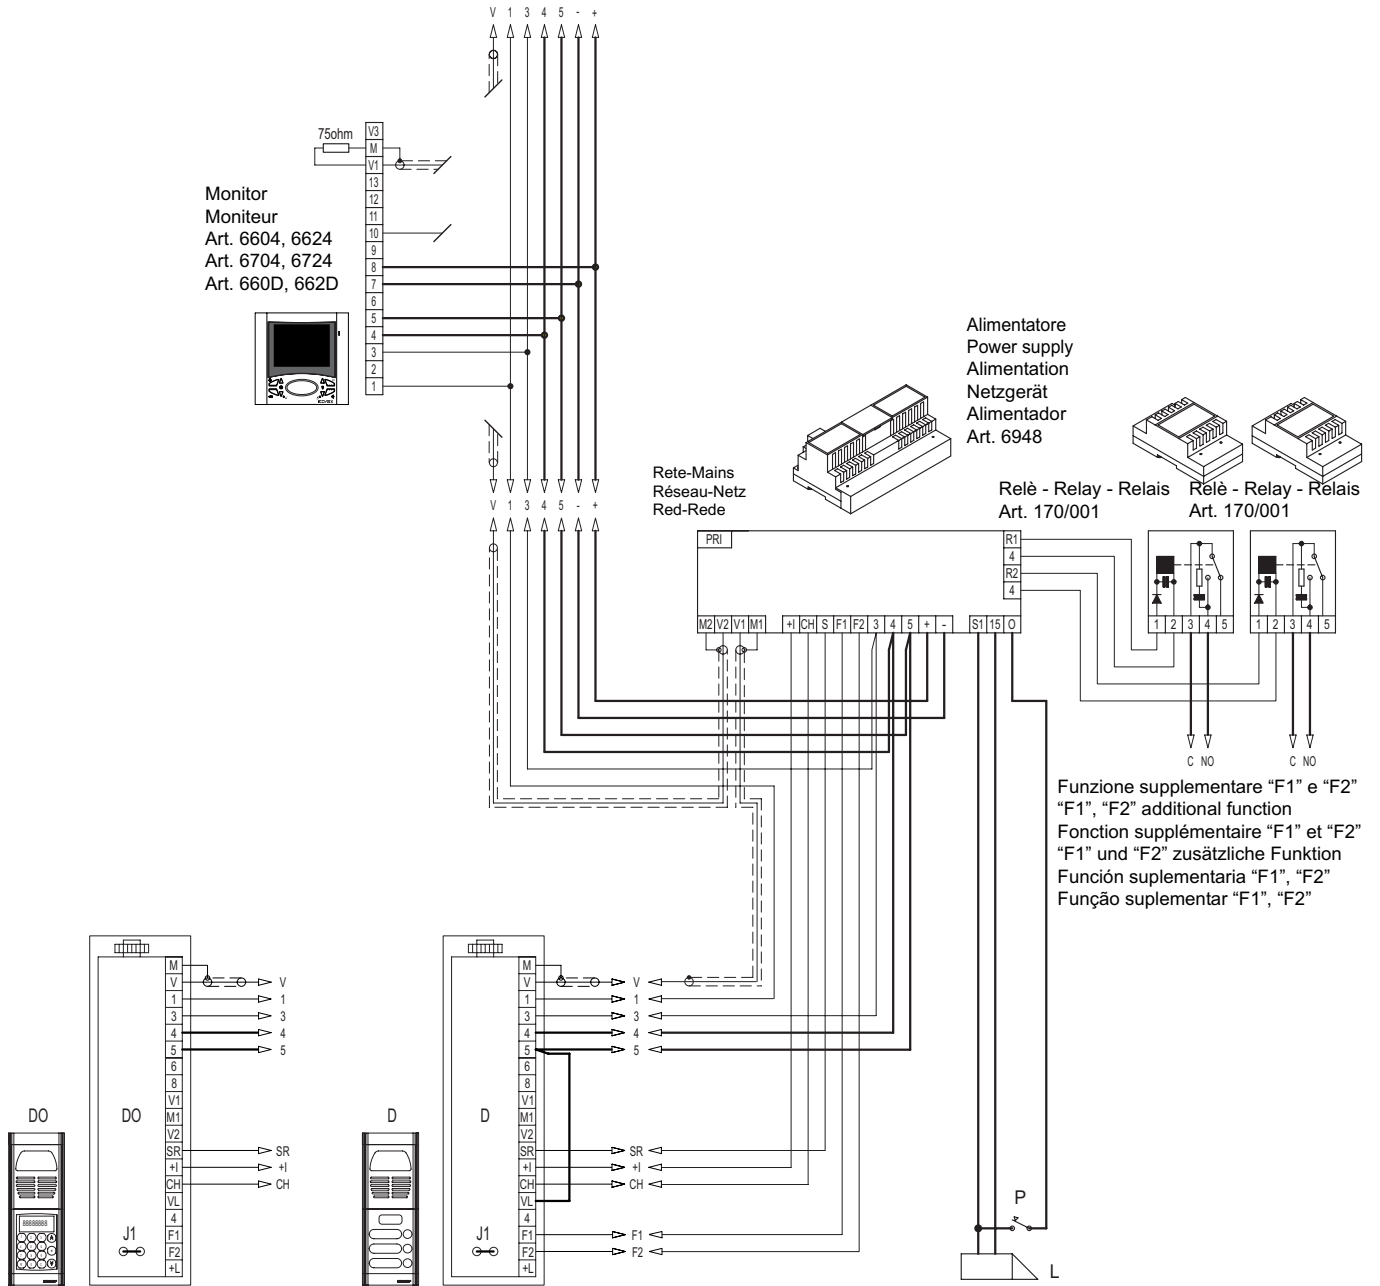 V 1 3 4 5 - +
75ohm
V3
M
V1
13
12
11
10
9
8
7
6
5
4
3
2
1
Monitor
Moniteur
Art. 6604, 6624
Art. 6704, 6724
Art. 660D, 662D
V 1 3 4 5 - +
Alimentatore
Power supply
Alimentation
Netzgerät
Alimentador
Art. 6948
Rete-Mains
Réseau-Netz
Red-Rede
Relè - Relay - Relais
Art. 170/001
Relè - Relay - Relais
Art. 170/001
PRI
R1
4
R2
4
M2 V2 V1 M1 +I CH S F1 F2 3 4 5 + - S1 15 O
1 2 3 4 5
1 2 3 4 5
C NO
C NO
Funzione supplementare “F1” e “F2”
“F1”, “F2” additional function
Fonction supplémentaire “F1” et “F2”
“F1” und “F2” zusätzliche Funktion
Función suplementaria “F1”, “F2”
Função suplementar “F1”, “F2”
DO
DO
J1
M
V
1
3
4
5
6
8
V1
M1
V2
SR
+I
CH
VL
4
F1
F2
+L
V
1
3
4
5
SR
+I
CH
D
D
J1
M
V
1
3
4
5
6
8
V1
M1
V2
SR
+I
CH
VL
4
F1
F2
+L
V
1
3
4
5
SR
+I
CH
F1
F2
P
L